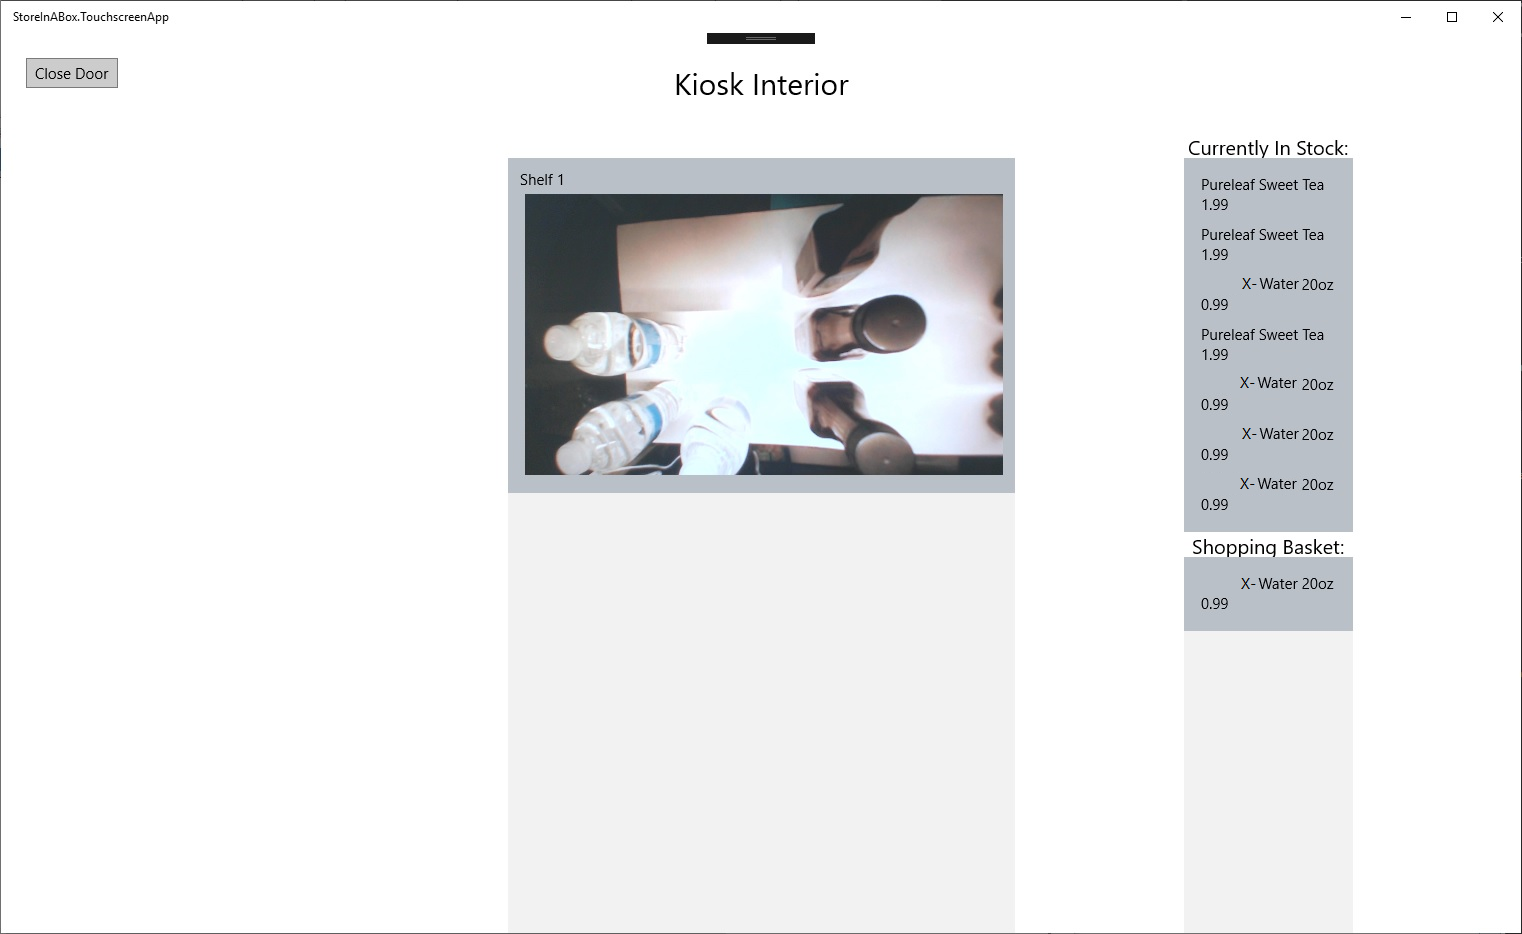 StoreInABox.TouchscreenApp
Close Door
Kiosk Interior
Shelf 1
Currently In Stock:
Pureleaf Sweet Tea
1.99
Pureleaf Sweet Tea
1.99
X- Water 20oz
0.99
Pureleaf Sweet Tea
1.99
X- Water 20oz
0.99
X- Water 20oz
0.99
X- Water 20oz
0.99
Shopping Basket:
X- Water 20oz
0.99